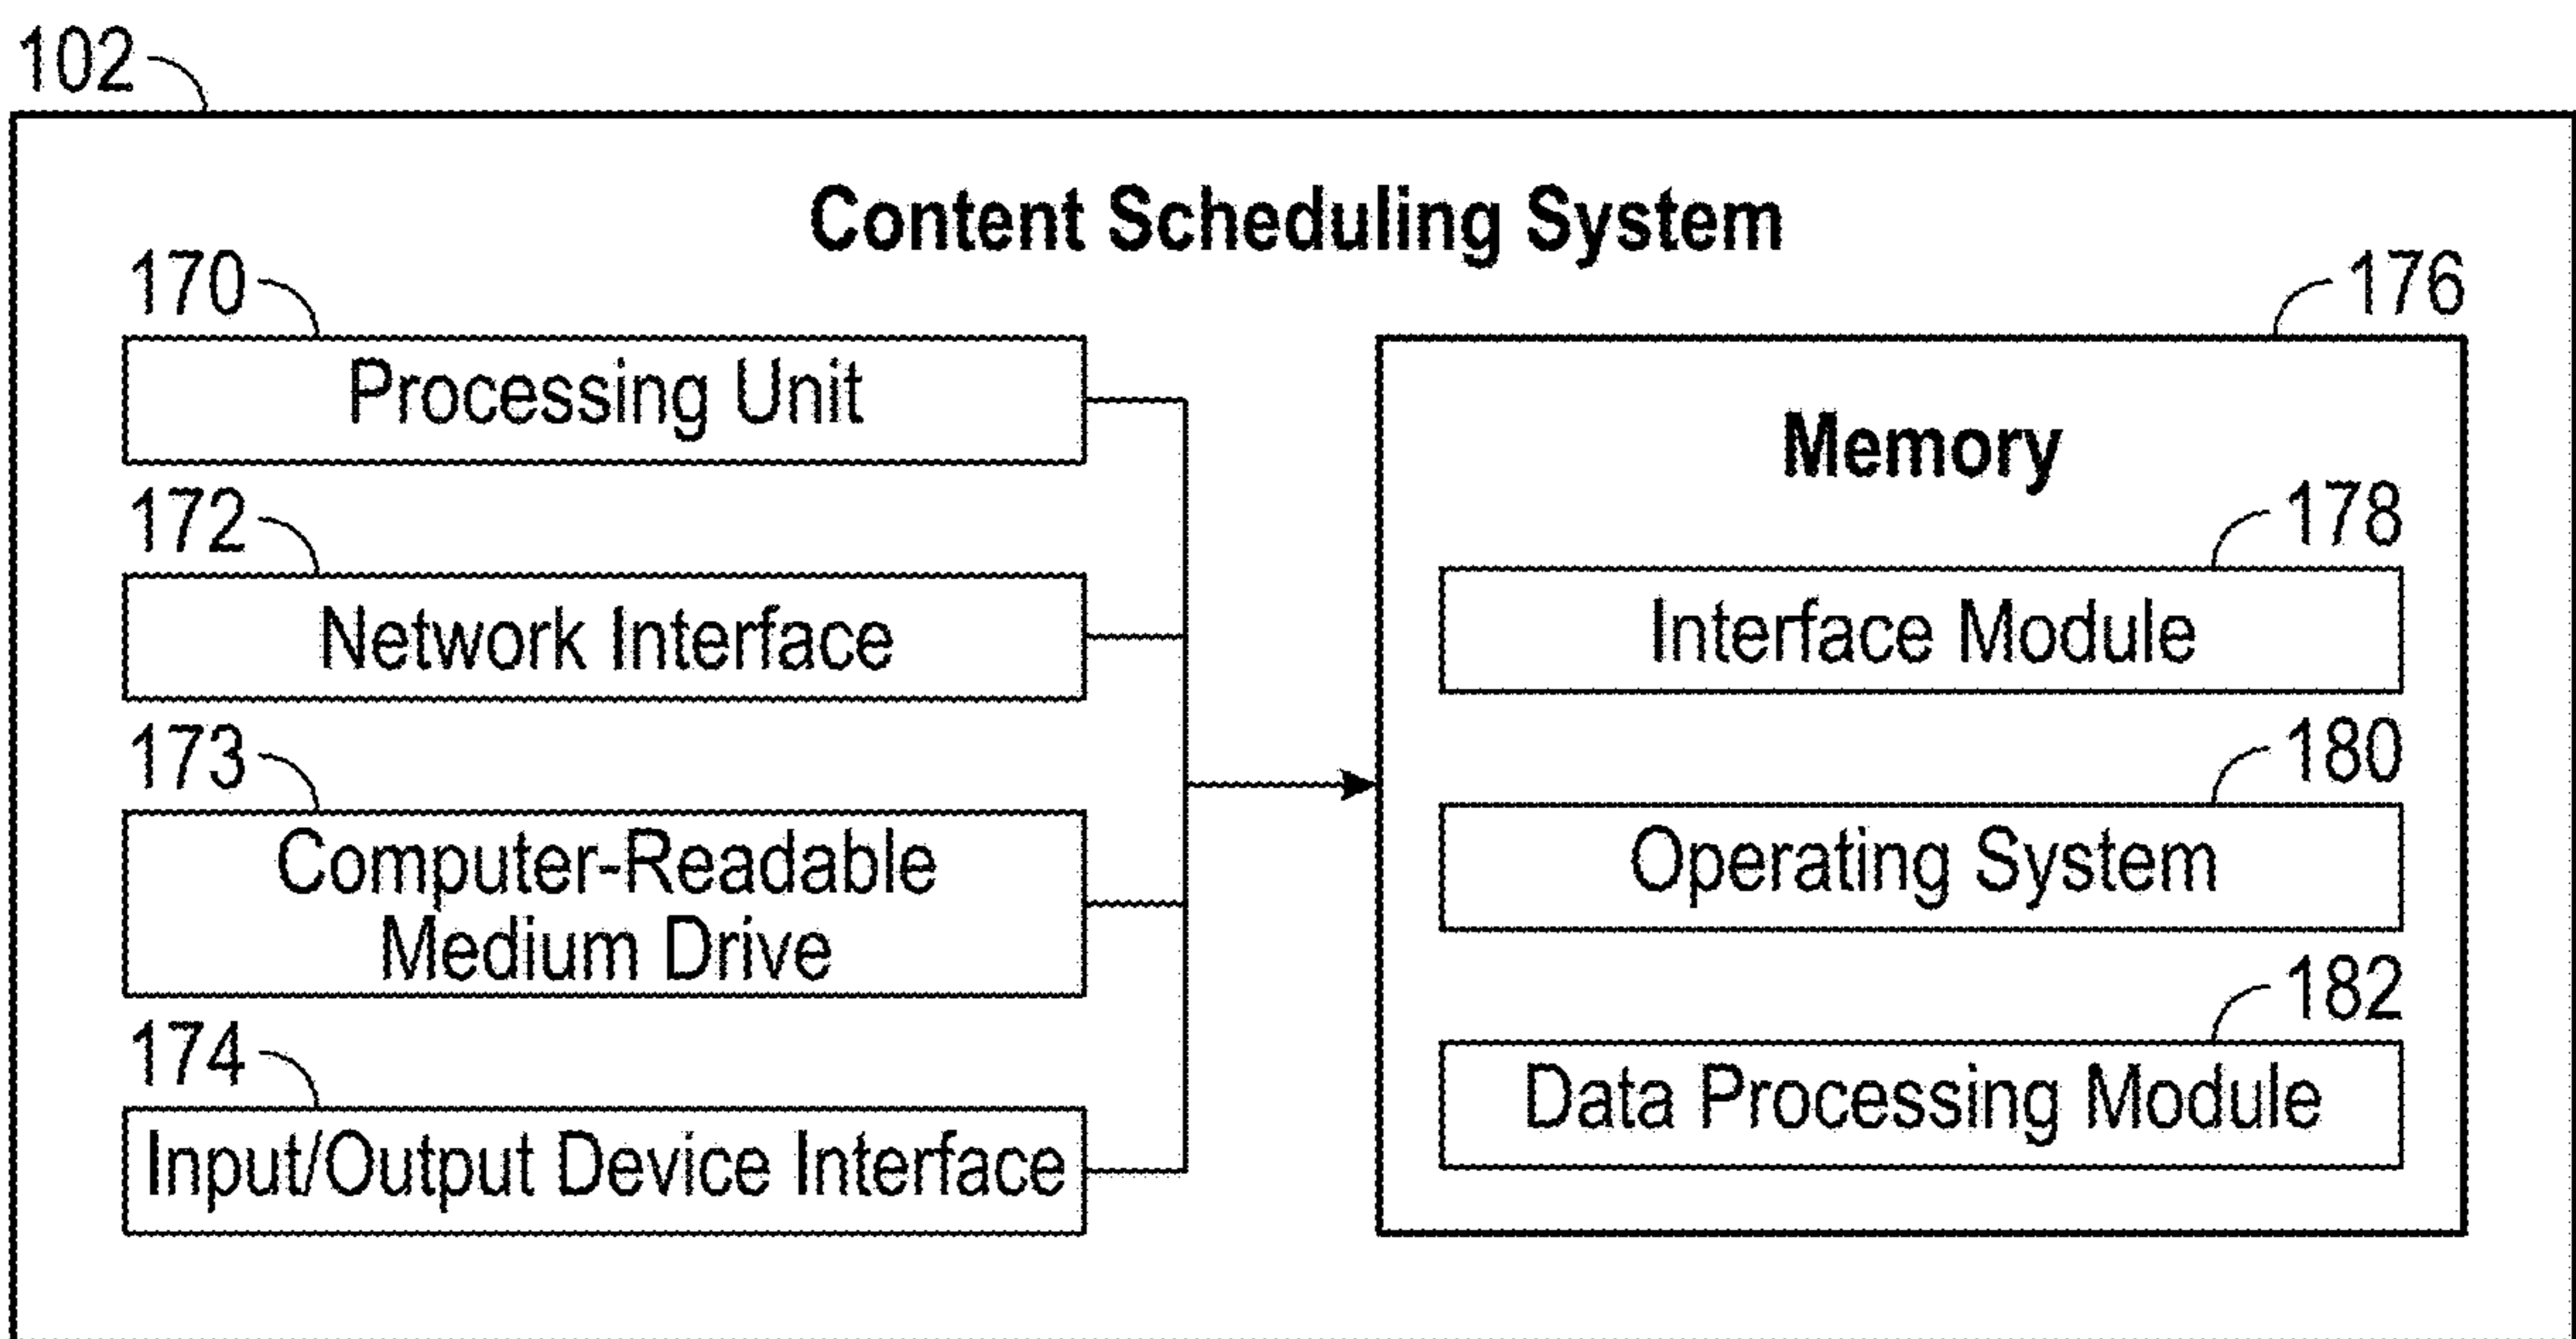 102
Content Scheduling System
170
Processing Unit
172
Network Interface
173
Computer-Readable
Medium Drive
174
Input/Output Device Interface
176
Memory
178
Interface Module
180
Operating System
182
Data Processing Module